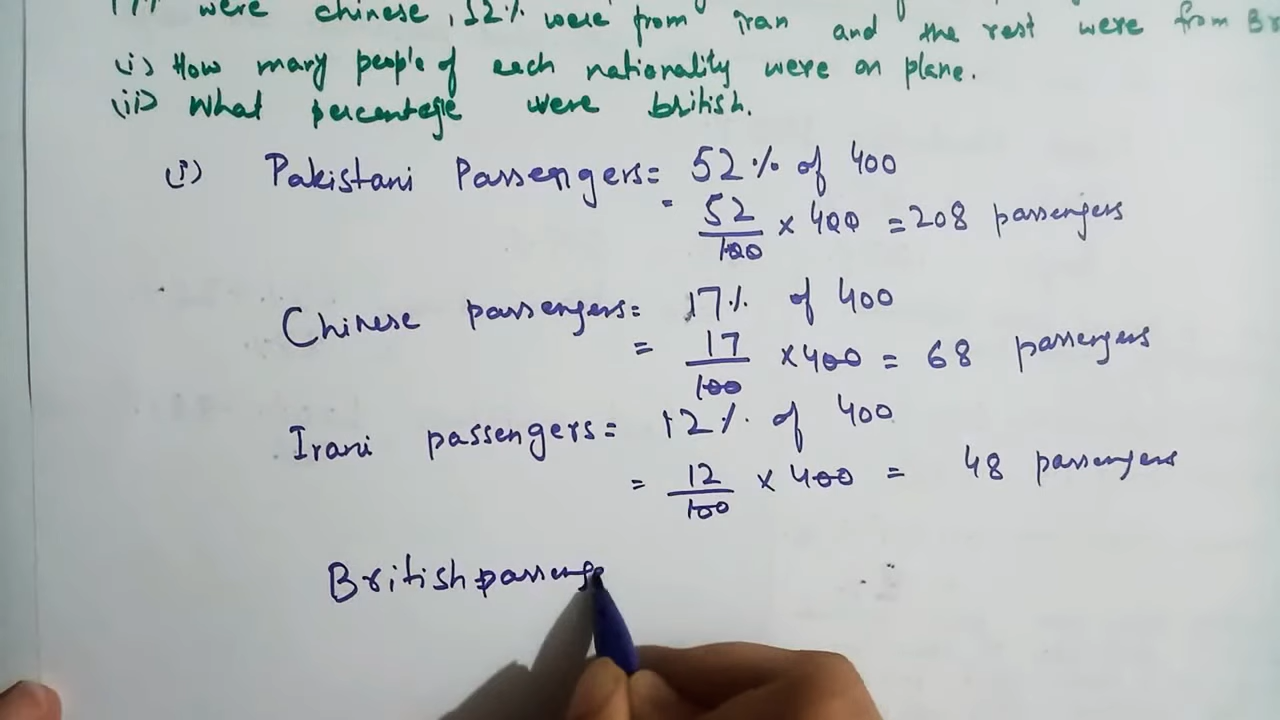 were chinese, 12% were from iran and the rest were from Br
(i) How many people of each nationality were on plane.
(ii) What percentage were british.
(i) Pakistani Passengers = 52% of 400
= 52/100 × 400 = 208 passengers
Chinese passengers = 17% of 400
= 17/100 × 400 = 68 passengers
Irani passengers = 12% of 400
= 12/100 × 400 = 48 passengers
British passeng